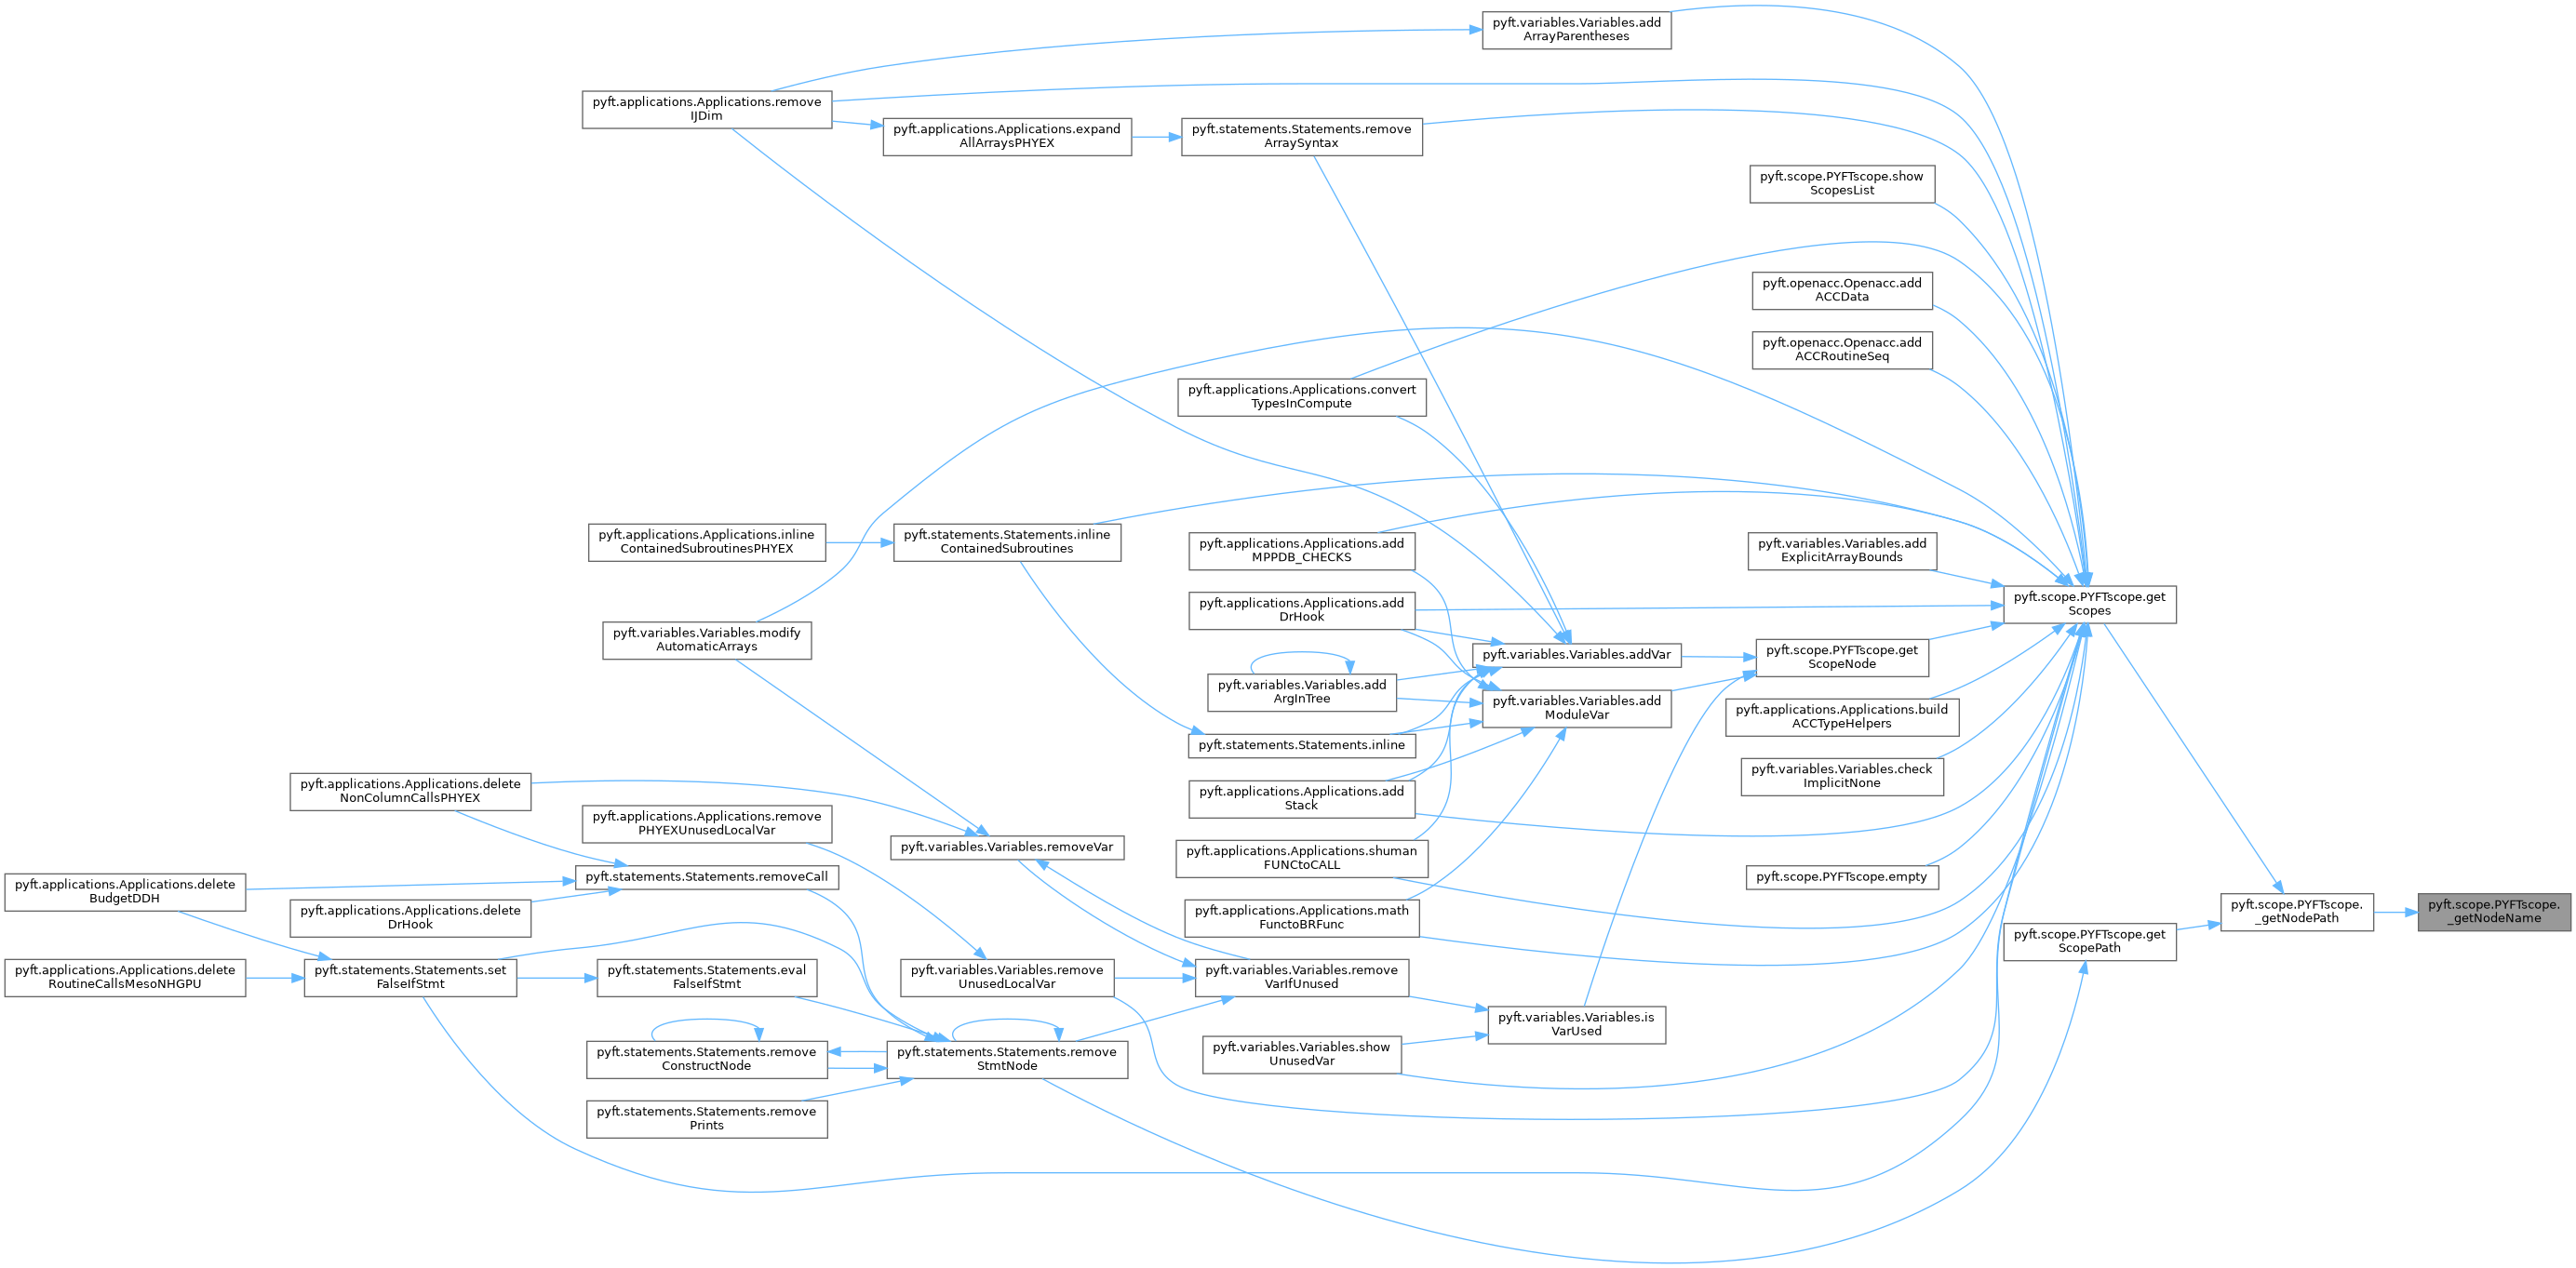 pyft.variables.Variables.add
ArrayParentheses
pyft.applications.Applications.remove
IJDim
pyft.applications.Applications.expand
AllArraysPHYEX
pyft.statements.Statements.remove
ArraySyntax
pyft.scope.PYFTscope.show
ScopesList
pyft.openacc.Openacc.add
ACCData
pyft.openacc.Openacc.add
ACCRoutineSeq
pyft.applications.Applications.convert
TypesInCompute
pyft.applications.Applications.inline
ContainedSubroutinesPHYEX
pyft.statements.Statements.inline
ContainedSubroutines
pyft.applications.Applications.add
MPPDB_CHECKS
pyft.variables.Variables.add
ExplicitArrayBounds
pyft.applications.Applications.add
DrHook
pyft.scope.PYFTscope.get
Scopes
pyft.variables.Variables.modify
AutomaticArrays
pyft.variables.Variables.addVar
pyft.scope.PYFTscope.get
ScopeNode
pyft.variables.Variables.add
ArgInTree
pyft.variables.Variables.add
ModuleVar
pyft.applications.Applications.build
ACCTypeHelpers
pyft.statements.Statements.inline
pyft.variables.Variables.check
ImplicitNone
pyft.applications.Applications.delete
NonColumnCallsPHYEX
pyft.applications.Applications.add
Stack
pyft.applications.Applications.remove
PHYEXUnusedLocalVar
pyft.variables.Variables.removeVar
pyft.applications.Applications.shuman
FUNCtoCALL
pyft.statements.Statements.removeCall
pyft.scope.PYFTscope.empty
pyft.applications.Applications.delete
BudgetDDH
pyft.applications.Applications.delete
DrHook
pyft.applications.Applications.math
FunctoBRFunc
pyft.scope.PYFTscope.
_getNodePath
pyft.scope.PYFTscope.
_getNodeName
pyft.scope.PYFTscope.get
ScopePath
pyft.applications.Applications.delete
RoutineCallsMesoNHGPU
pyft.statements.Statements.set
FalseIfStmt
pyft.statements.Statements.eval
FalseIfStmt
pyft.variables.Variables.remove
UnusedLocalVar
pyft.variables.Variables.remove
VarIfUnused
pyft.variables.Variables.is
VarUsed
pyft.statements.Statements.remove
ConstructNode
pyft.statements.Statements.remove
StmtNode
pyft.variables.Variables.show
UnusedVar
pyft.statements.Statements.remove
Prints